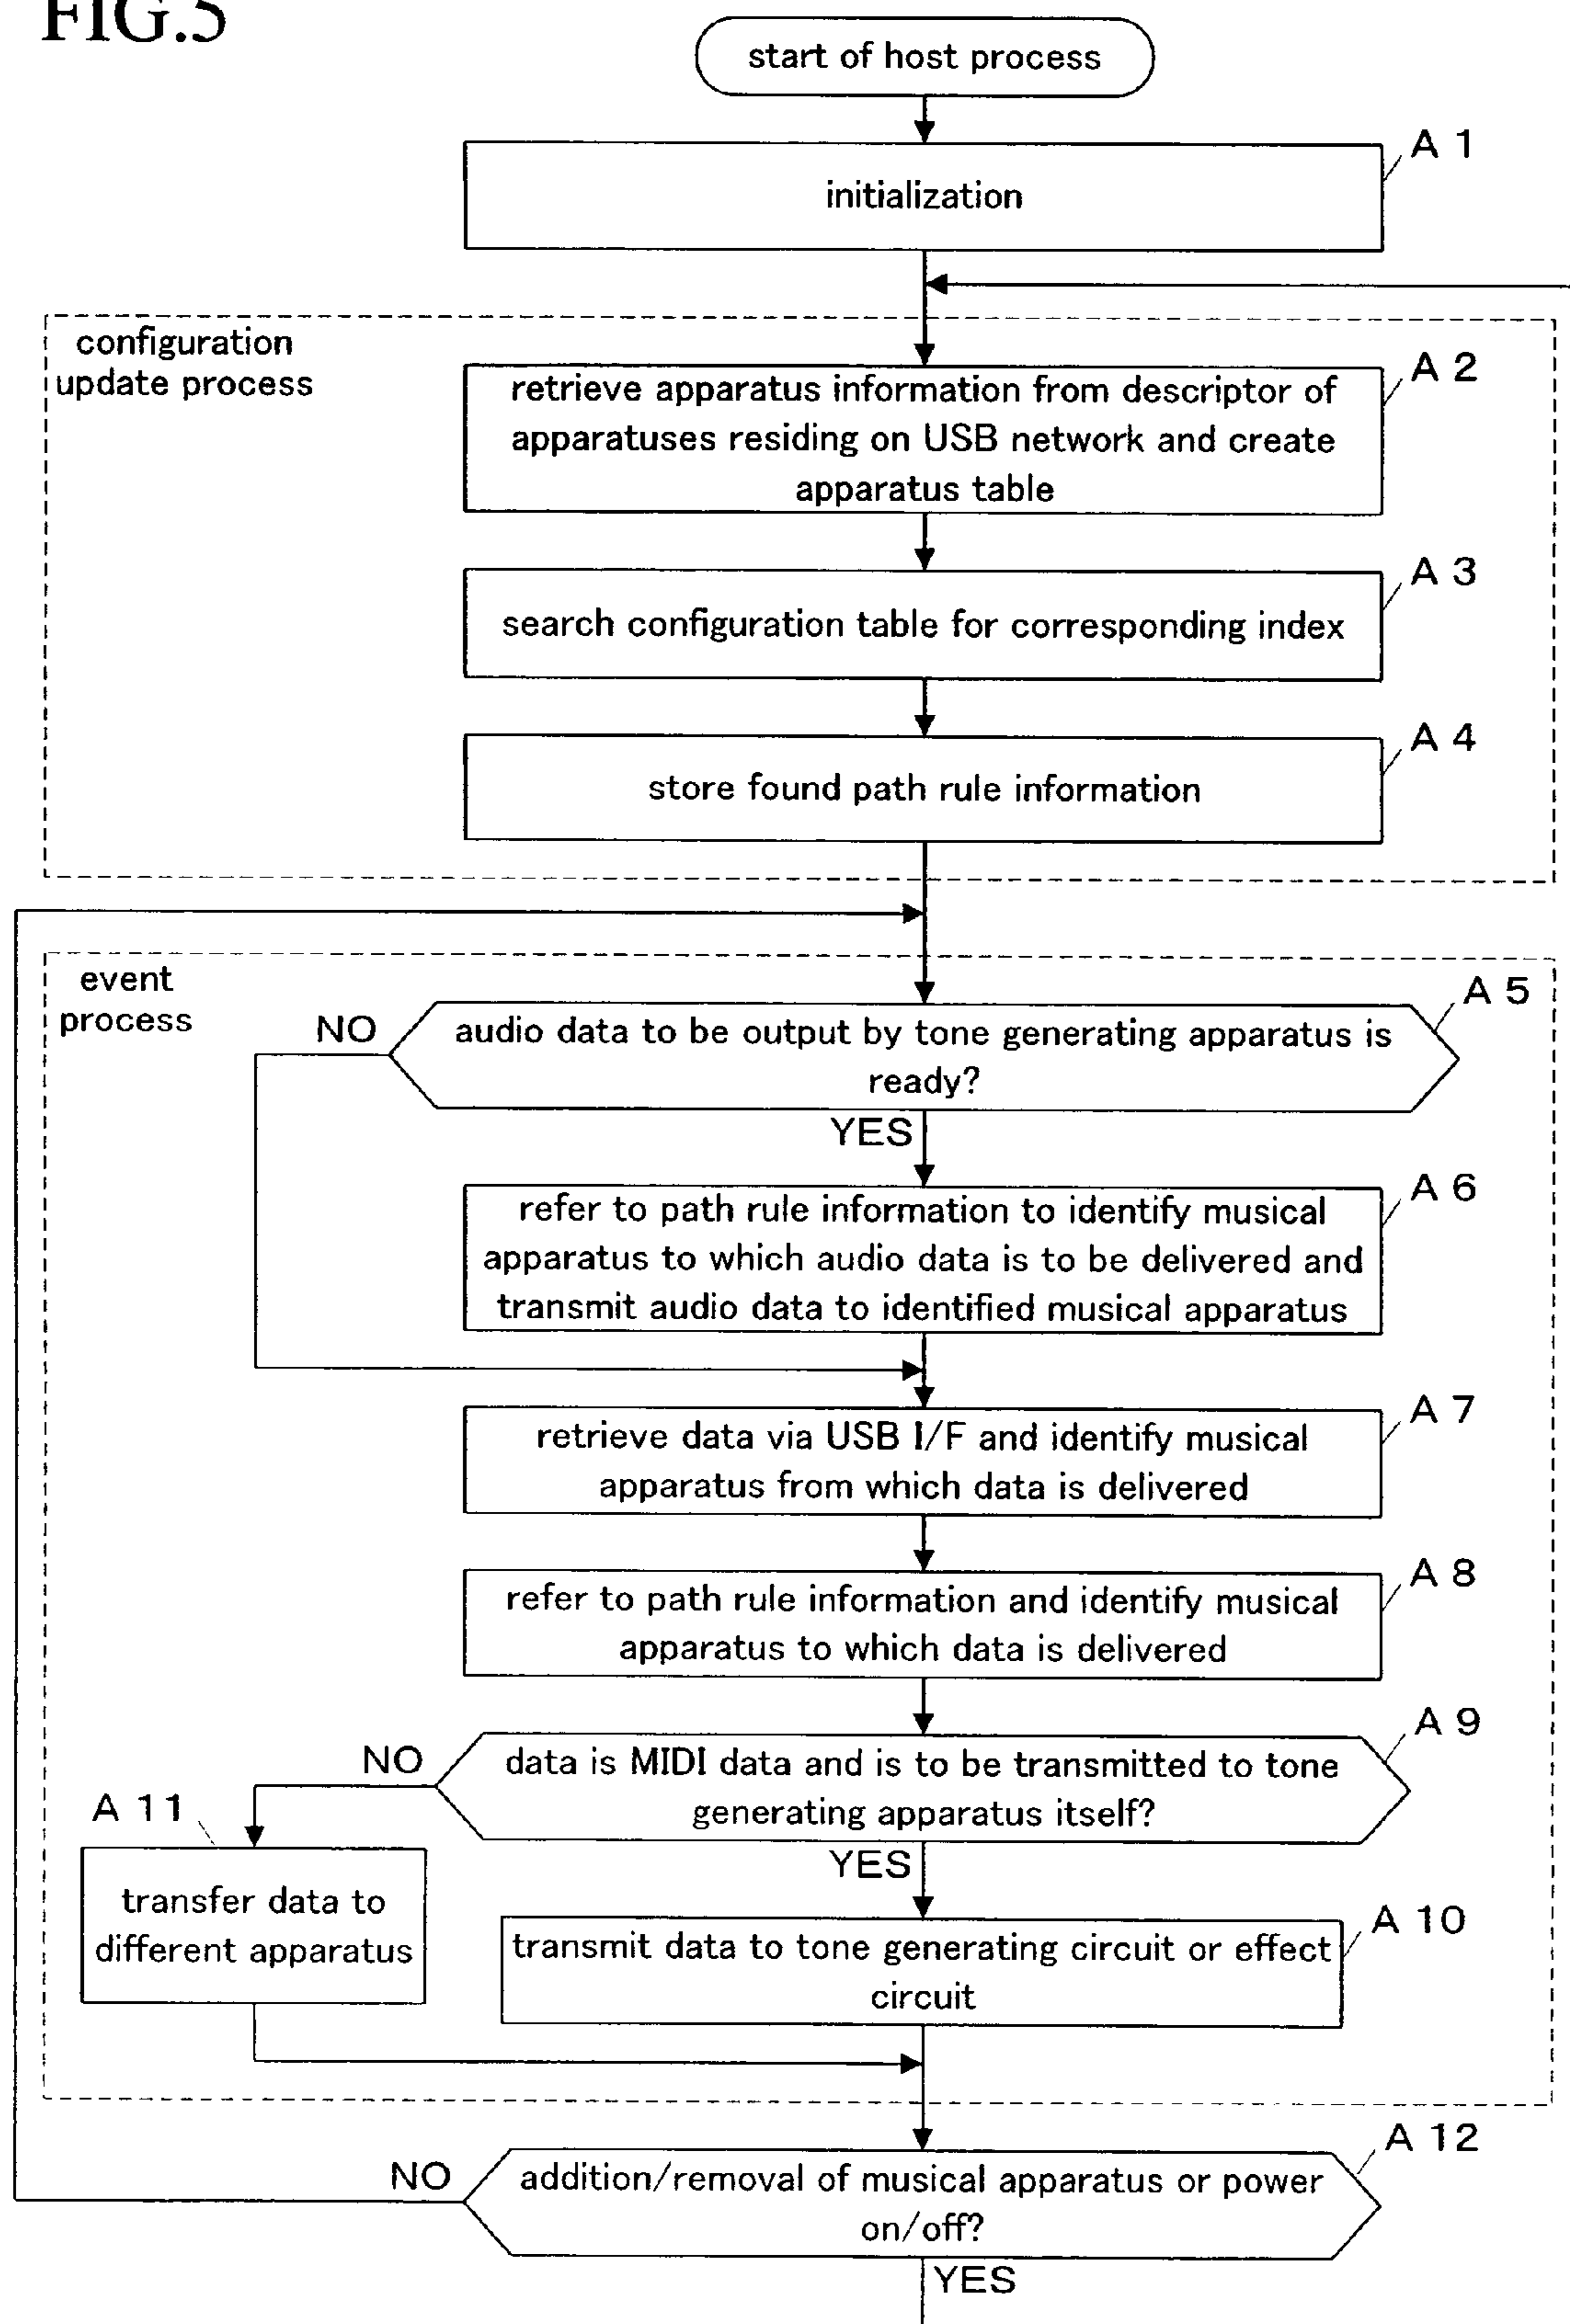 FIG.5
start of host process
A 1
initialization
configuration
update process
A 2
retrieve apparatus information from descriptor of
apparatuses residing on USB network and create
apparatus table
A 3
search configuration table for corresponding index
A 4
store found path rule information
event
process
A 5
NO
audio data to be output by tone generating apparatus is
ready?
YES
A 6
refer to path rule information to identify musical
apparatus to which audio data is to be delivered and
transmit audio data to identified musical apparatus
A 7
retrieve data via USB I/F and identify musical
apparatus from which data is delivered
A 8
refer to path rule information and identify musical
apparatus to which data is delivered
A 9
NO
data is MIDI data and is to be transmitted to tone
generating apparatus itself?
A 11
YES
transfer data to
different apparatus
A 10
transmit data to tone generating circuit or effect
circuit
A 12
NO
addition/removal of musical apparatus or power
on/off?
YES